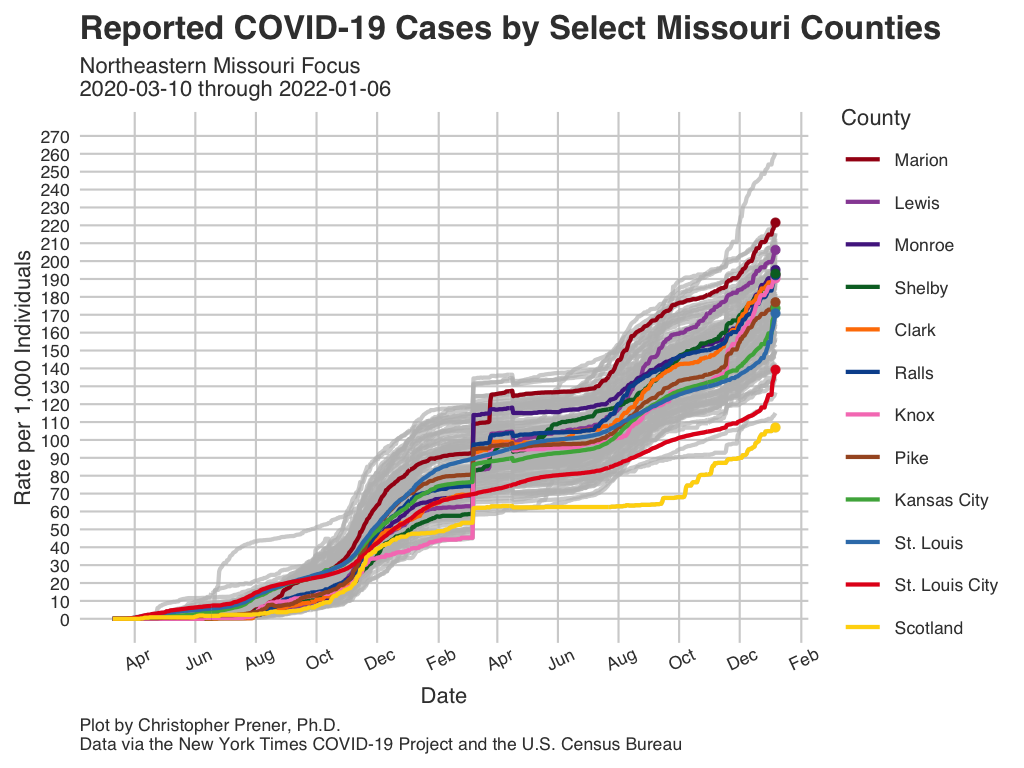 Reported COVID-19 Cases by Select Missouri Counties
Northeastern Missouri Focus
2020-03-10 through 2022-01-06
Rate per 1,000 Individuals
270
260
250
240
230
220
210
200
190
180
170
160
150
140
130
120
110
100
90
80
70
60
50
40
30
20
10
0
Apr Jun Aug Oct Dec Feb Apr Jun Aug Oct Dec Feb
Date
County
Marion
Lewis
Monroe
Shelby
Clark
Ralls
Knox
Pike
Kansas City
St. Louis
St. Louis City
Scotland
Plot by Christopher Prener, Ph.D.
Data via the New York Times COVID-19 Project and the U.S. Census Bureau